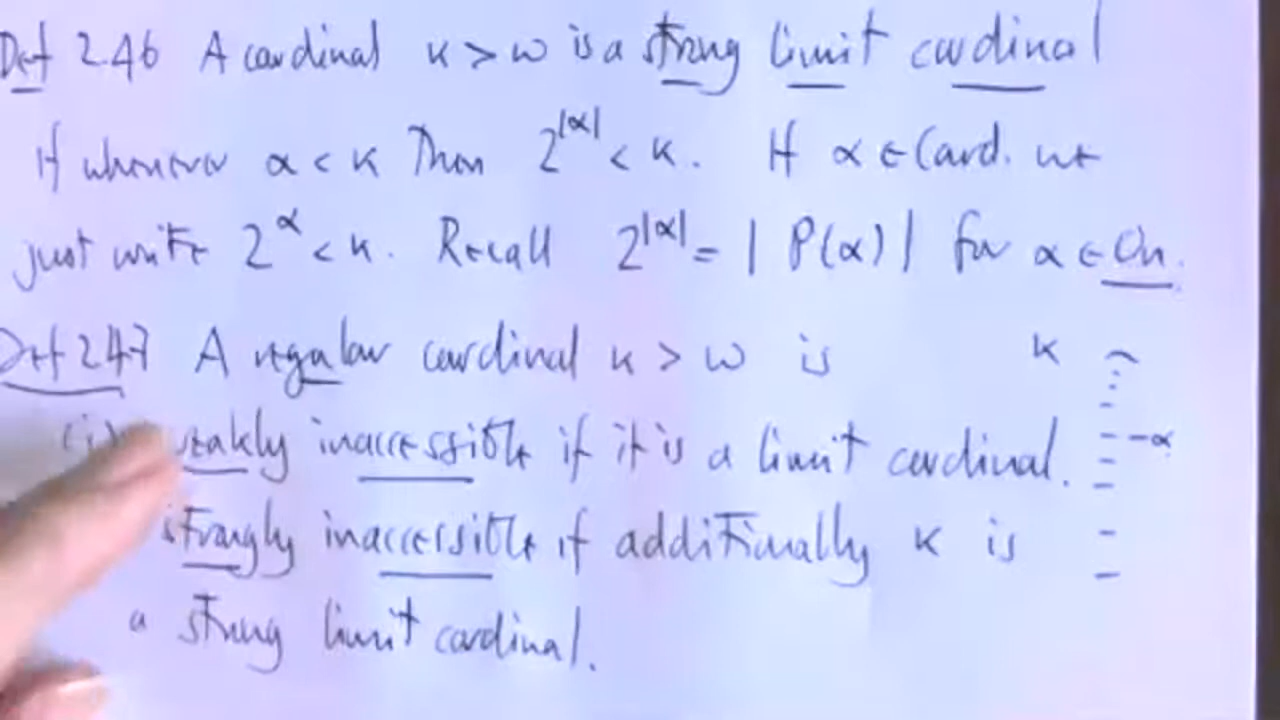 Def 2.46 A cardinal κ > ω is a strong limit cardinal
if whenever α < κ Then 2^|α| < κ. If α ∈ Card. we
just write 2^α < κ. Recall 2^|α| = | P(α) | for α ∈ On.
Def 2.47 A regular cardinal κ > ω is κ
(i) weakly inaccessible if it is a limit cardinal. - α
strongly inaccessible if additionally κ is
a strong limit cardinal.